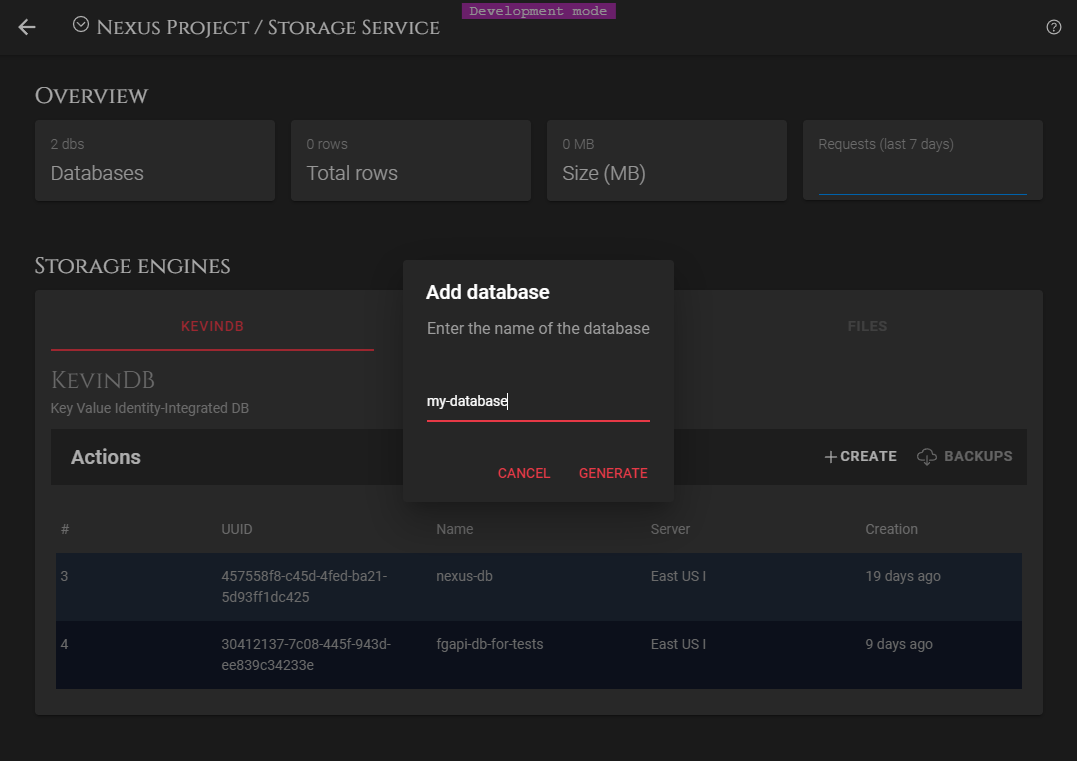 Development mode
Nexus Project / Storage Service
Overview
2 dbs
Databases
0 rows
Total rows
0 MB
Size (MB)
Requests (last 7 days)
Storage engines
KEVINDB
FILES
KevinDB
Key Value Identity-Integrated DB
Actions
+ CREATE
BACKUPS
Add database
Enter the name of the database
my-database
CANCEL GENERATE
# UUID Name Server Creation
3 457558f8-c45d-4fed-ba21- nexus-db East US I 19 days ago
5d93ff1dc425
4 30412137-7c08-445f-943d- fgapi-db-for-tests East US I 9 days ago
ee839c34233e